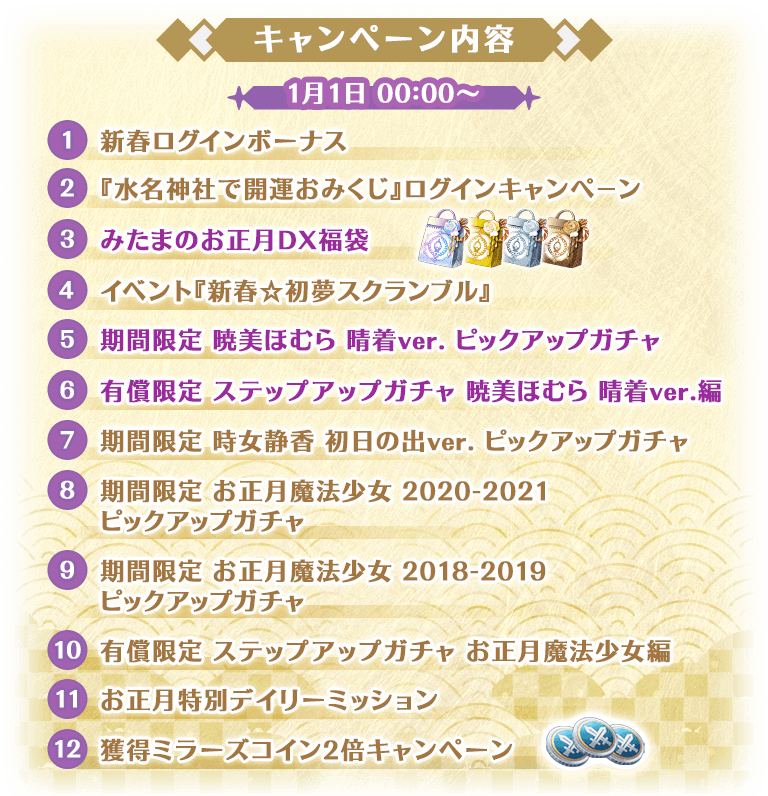 キャンペーン内容
1月1日 00:00～
1 新春ログインボーナス
2 『水名神社で開運おみくじ』ログインキャンペーン
3 みたまのお正月DX福袋
4 イベント『新春☆初夢スクランブル』
5 期間限定 暁美ほむら 晴着ver. ピックアップガチャ
6 有償限定 ステップアップガチャ 暁美ほむら 晴着ver.編
7 期間限定 時女静香 初日の出ver. ピックアップガチャ
8 期間限定 お正月魔法少女 2020-2021
ピックアップガチャ
9 期間限定 お正月魔法少女 2018-2019
ピックアップガチャ
10 有償限定 ステップアップガチャ お正月魔法少女編
11 お正月特別デイリーミッション
12 獲得ミラーズコイン2倍キャンペーン